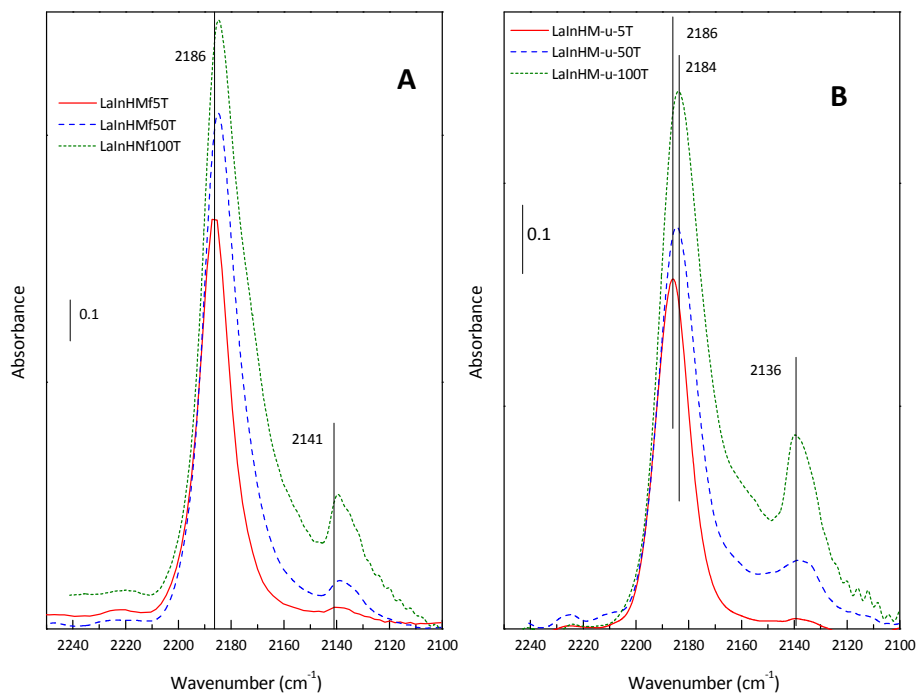 2186
A
LaInHMf5T
LaInHMf50T
LaInHNf100T
0.1
2141
Absorbance
2240 2220 2200 2180 2160 2140 2120 2100
Wavenumber (cm⁻¹)
LaInHM-u-5T
LaInHM-u-50T
LaInHM-u-100T
2186
2184
B
0.1
2136
Absorbance
2240 2220 2200 2180 2160 2140 2120 2100
Wavenumber (cm⁻¹)